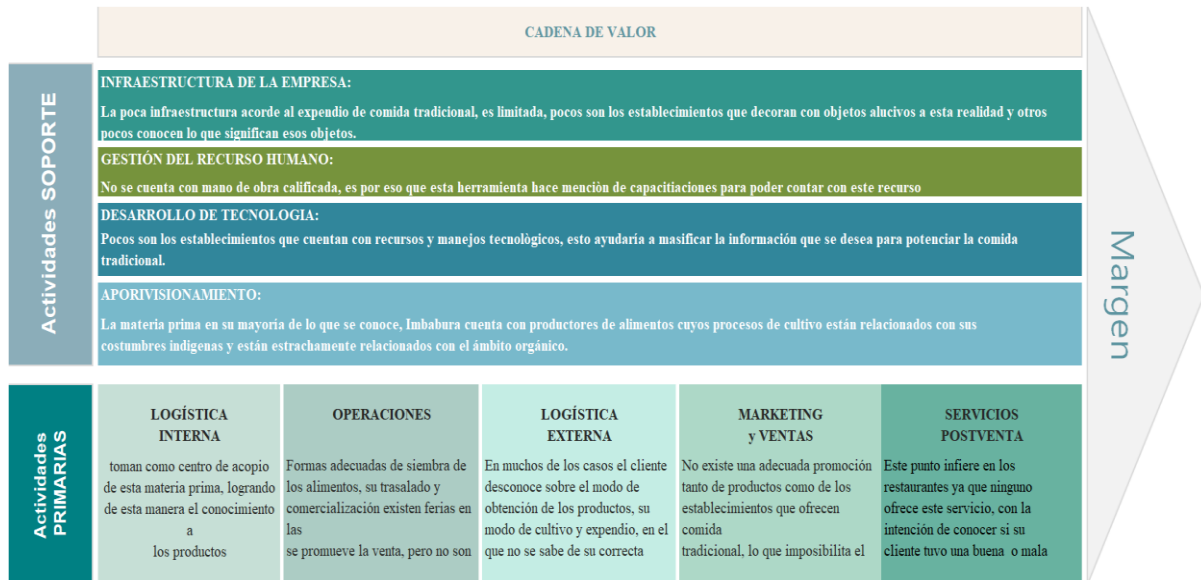 CADENA DE VALOR
Actividades SOPORTE
INFRAESTRUCTURA DE LA EMPRESA:
La poca infraestructura acorde al expendio de comida tradicional, es limitada, pocos son los establecimientos que decoran con objetos alucivos a esta realidad y otros
pocos conocen lo que significan esos objetos.
GESTIÓN DEL RECURSO HUMANO:
No se cuenta con mano de obra calificada, es por eso que esta herramienta hace menciòn de capacitiaciones para poder contar con este recurso
DESARROLLO DE TECNOLOGIA:
Pocos son los establecimientos que cuentan con recursos y manejos tecnològicos, esto ayudaría a masificar la información que se desea para potenciar la comida
tradicional.
APORIVISIONAMIENTO:
La materia prima en su mayoría de lo que se conoce, Imbabura cuenta con productores de alimentos cuyos procesos de cultivo están relacionados con sus
costumbres indígenas y están estrachamente relacionados con el ámbito orgánico.
Margen
Actividades
PRIMARIAS
LOGÍSTICA
INTERNA
toman como centro de acopio
de esta materia prima, logrando
de esta manera el conocimiento
a
los productos
OPERACIONES
Formas adecuadas de siembra de
los alimentos, su trasalado y
comercialización existen ferias en
las
se promueve la venta, pero no son
LOGÍSTICA
EXTERNA
En muchos de los casos el cliente
desconoce sobre el modo de
obtención de los productos, su
modo de cultivo y expendio, en el
que no se sabe de su correcta
MARKETING
y VENTAS
No existe una adecuada promoción
tanto de productos como de los
establecimientos que ofrecen
comida
tradicional, lo que imposibilita el
SERVICIOS
POSTVENTA
Este punto infiere en los
restaurantes ya que ninguno
ofrece este servicio, con la
intención de conocer si su
cliente tuvo una buena o mala